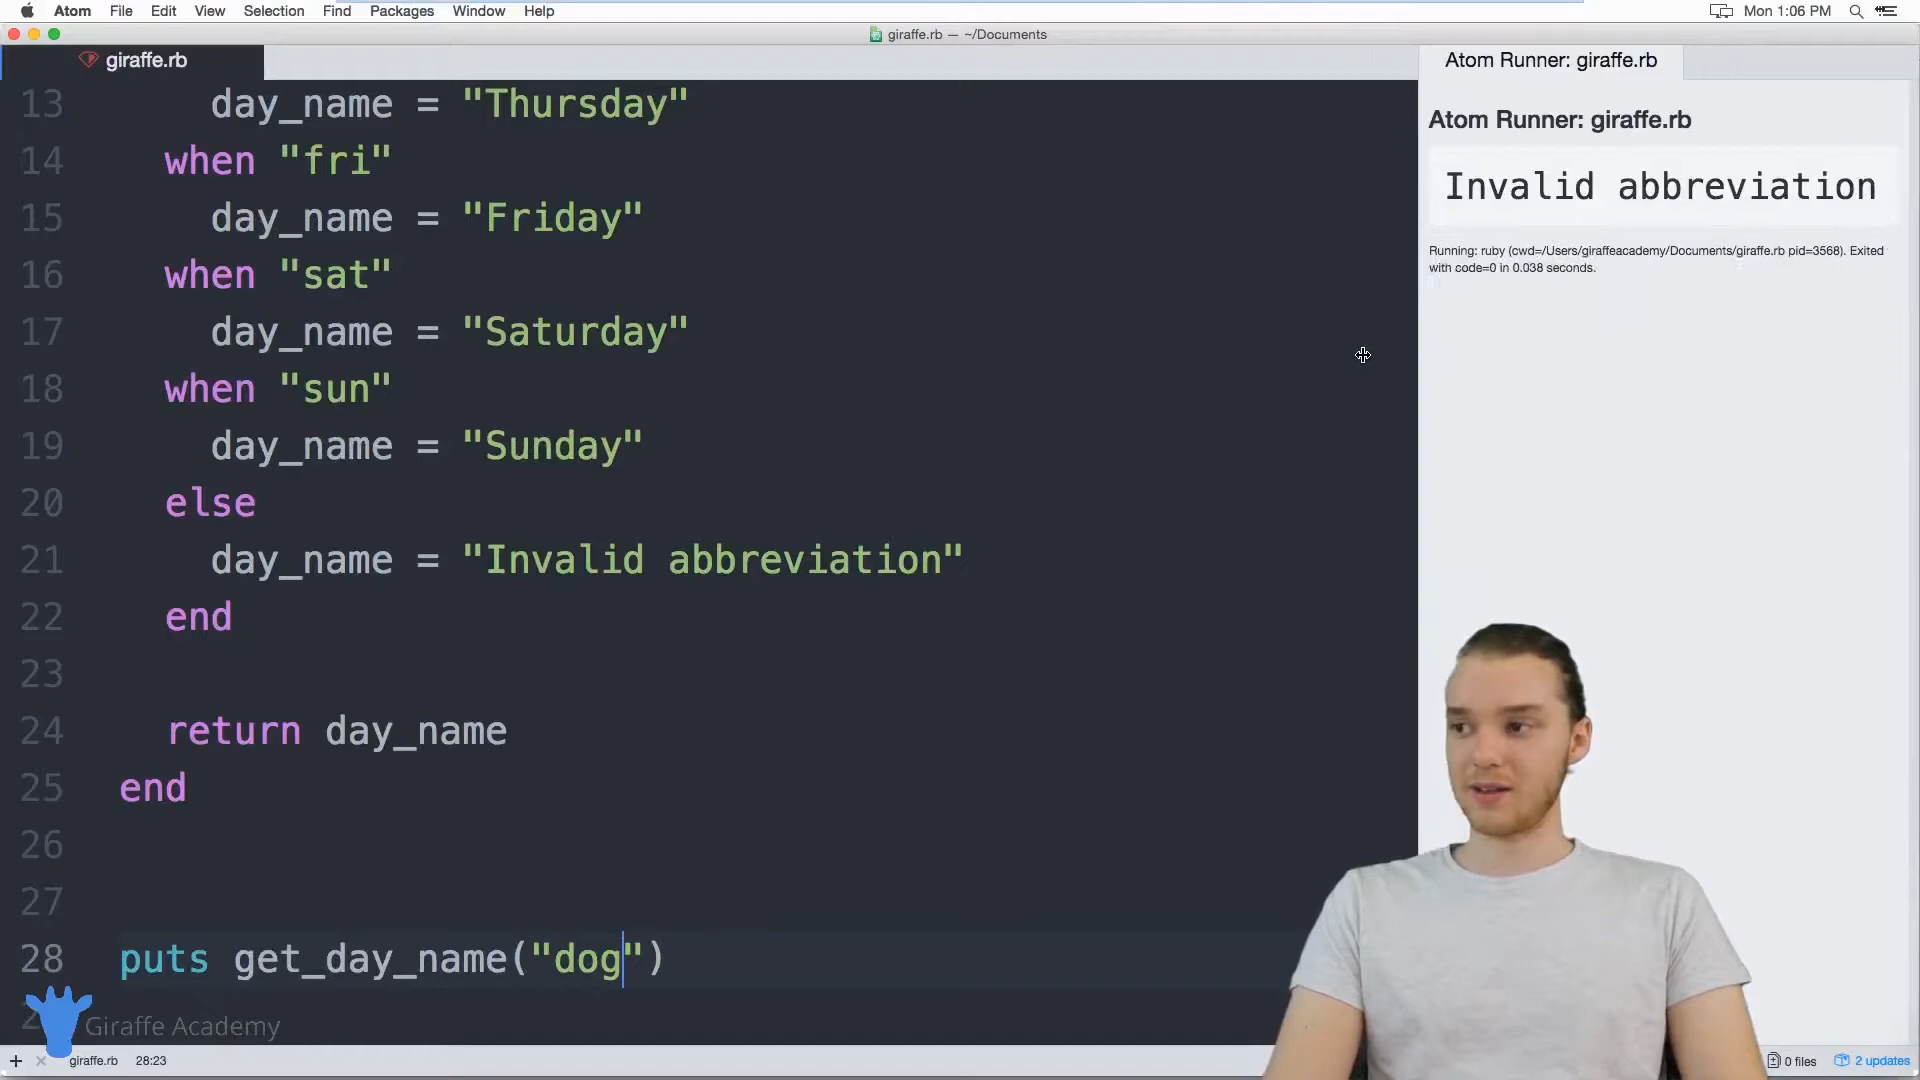 Atom File Edit View Selection Find Packages Window Help
Mon 1:06 PM
giraffe.rb — ~/Documents
giraffe.rb
Atom Runner: giraffe.rb
13 day_name = "Thursday"
14 when "fri"
15 day_name = "Friday"
16 when "sat"
17 day_name = "Saturday"
18 when "sun"
19 day_name = "Sunday"
20 else
21 day_name = "Invalid abbreviation"
22 end
23
24 return day_name
25 end
26
27
28 puts get_day_name("dog")
Atom Runner: giraffe.rb
Invalid abbreviation
Running: ruby (cwd=/Users/giraffeacademy/Documents/giraffe.rb pid=3568). Exited
with code=0 in 0.038 seconds.
Giraffe Academy
giraffe.rb 28:23
0 files 2 updates